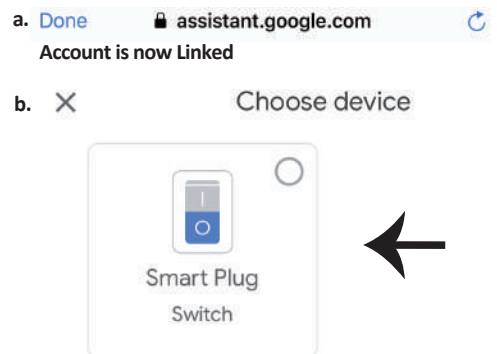 a. Done assistant.google.com
Account is now Linked
b. Choose device
Smart Plug
Switch